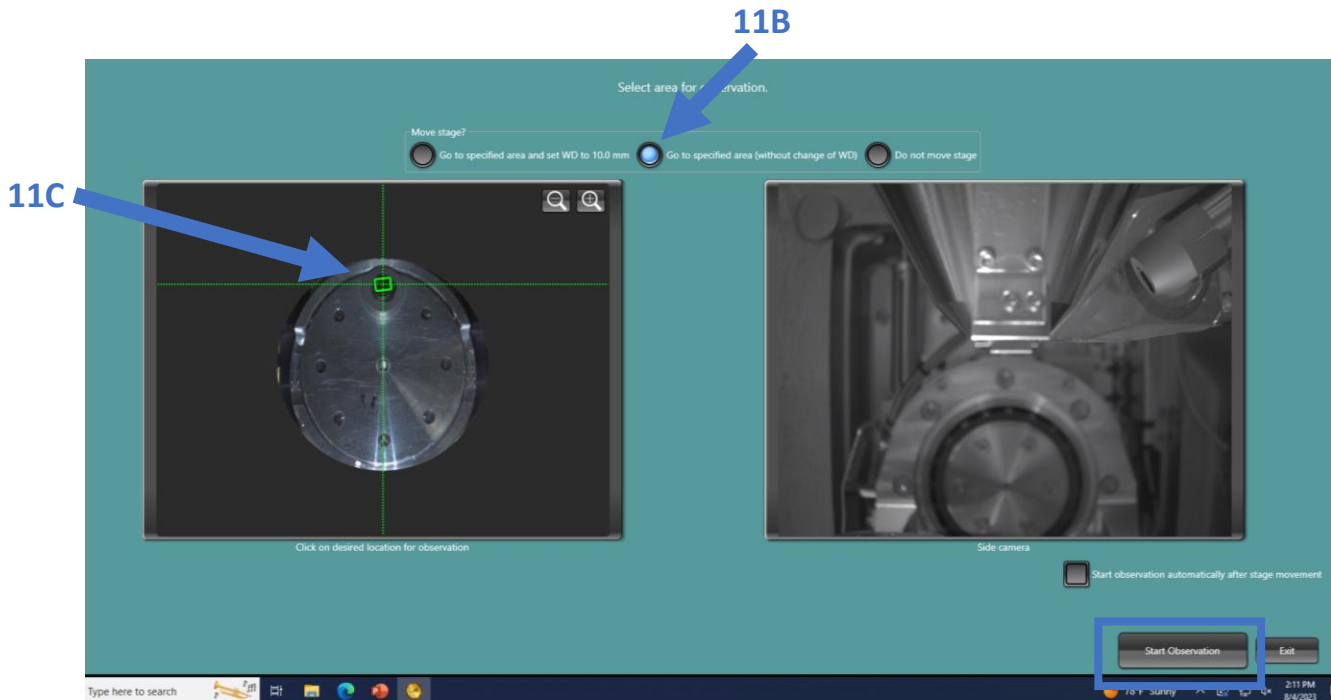 11B
Select area for observation.
Move stage?
Go to specified area and set WD to 10.0 mm Go to specified area (without change of WD) Do not move stage
11C
Click on desired location for observation
Side camera
Start observation automatically after stage movement
Start Observation Exit
Type here to search
78°F Sunny
2:11 PM
8/4/2023